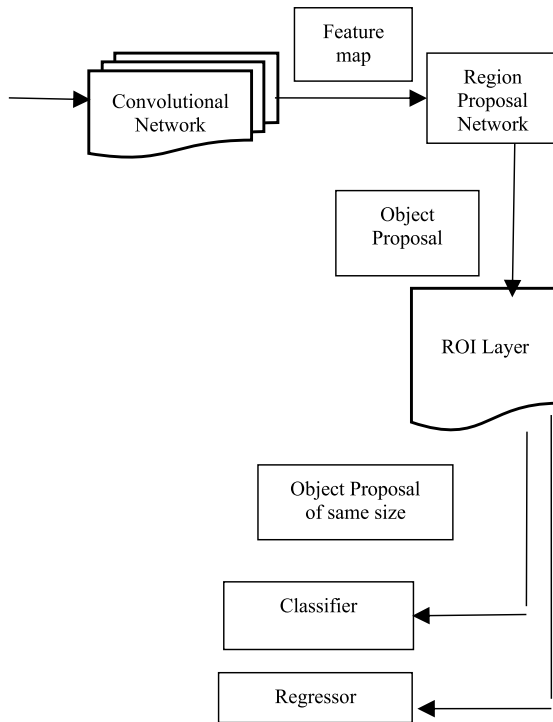 Feature
map
Convolutional
Network
Region
Proposal
Network
Object
Proposal
ROI Layer
Object Proposal
of same size
Classifier
Regressor